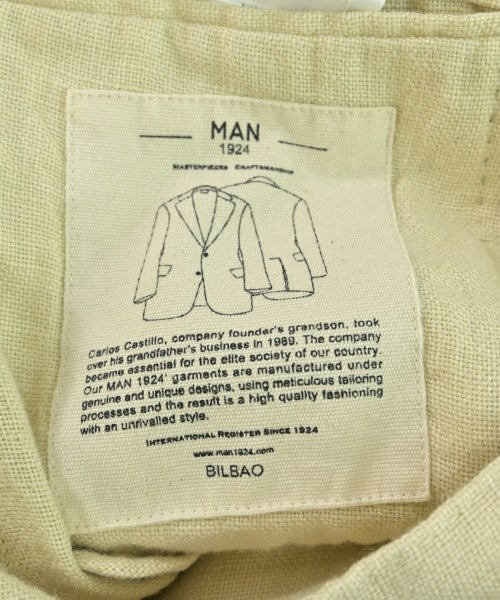 MAN
1924
MASTERPIECES CRAFTSMANSHIP
Carlos Castillo, company founder's grandson, took
over his grandfather's business in 1989. The company
became essential for the elite society of our country.
Our MAN 1924' garments are manufactured under
genuine and unique designs, using meticulous tailoring
processes and the result is a high quality fashioning
with an unrivalled style.
INTERNATIONAL REGISTER SINCE 1924
www.man1924.com
BILBAO